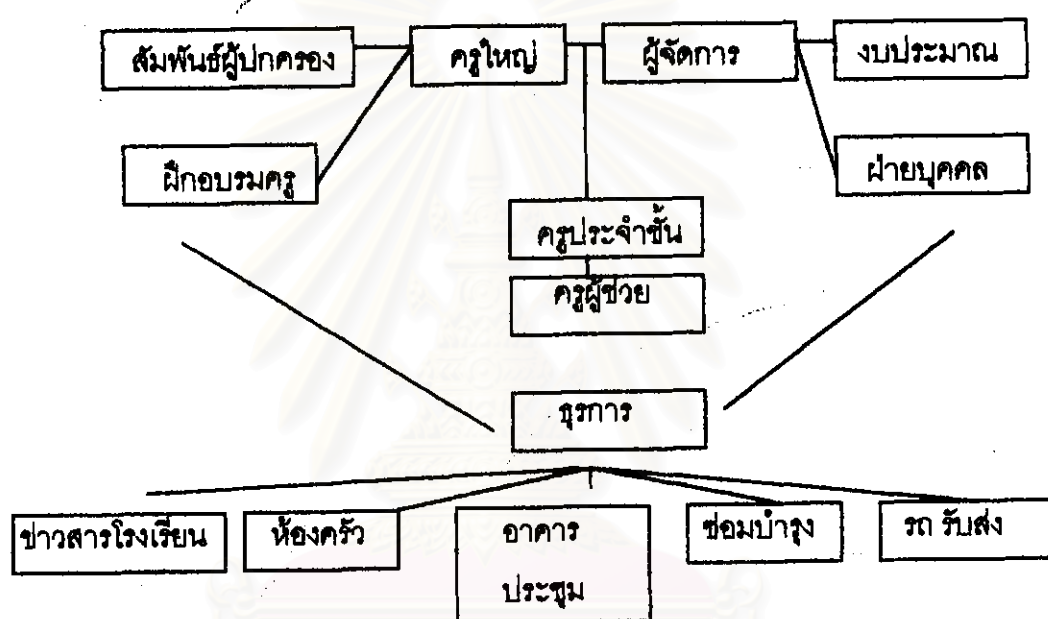 สัมพันธ์ผู้ปกครอง
ครูใหญ่
ผู้จัดการ
งบประมาณ
ฝึกอบรมครู
ฝ่ายบุคคล
ครูประจำชั้น
ครูผู้ช่วย
ธุรการ
ข่าวสารโรงเรียน
ห้องครัว
อาคาร
ประชุม
ซ่อมบำรุง
รถ รับส่ง